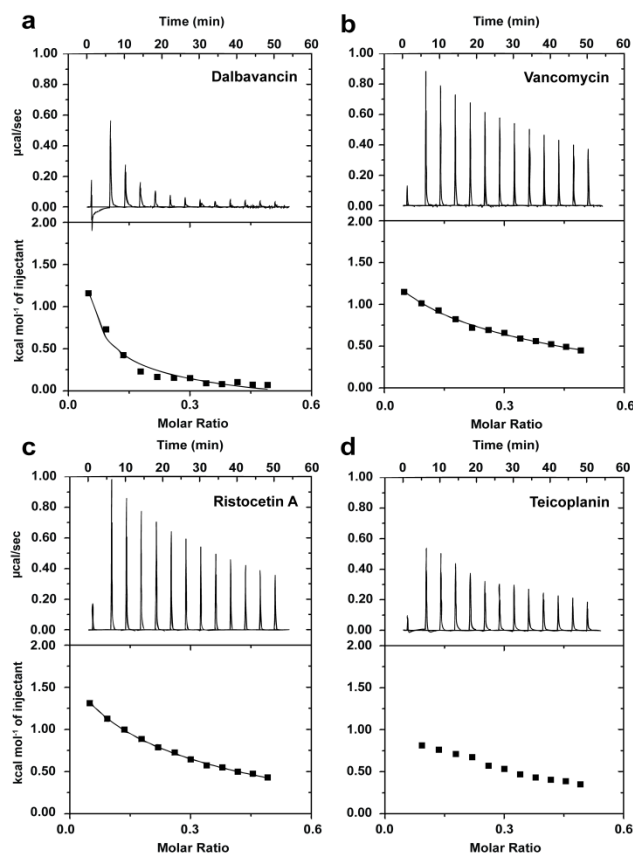 a
Time (min)
0 10 20 30 40 50 60
Dalbavancin
1.00
0.80
0.60
0.40
0.20
0.00
µcal/sec
2.00
1.50
1.00
0.50
0.00
kcal mol⁻¹ of injectant
0.0 0.3 0.6
Molar Ratio
b
Time (min)
0 10 20 30 40 50 60
Vancomycin
1.00
0.80
0.60
0.40
0.20
0.00
2.00
1.50
1.00
0.50
0.00
0.0 0.3 0.6
Molar Ratio
c
Time (min)
0 10 20 30 40 50 60
Ristocetin A
1.00
0.80
0.60
0.40
0.20
0.00
µcal/sec
2.00
1.50
1.00
0.50
0.00
kcal mol⁻¹ of injectant
0.0 0.3 0.6
Molar Ratio
d
Time (min)
0 10 20 30 40 50 60
Teicoplanin
1.00
0.80
0.60
0.40
0.20
0.00
2.00
1.50
1.00
0.50
0.00
0.0 0.3 0.6
Molar Ratio